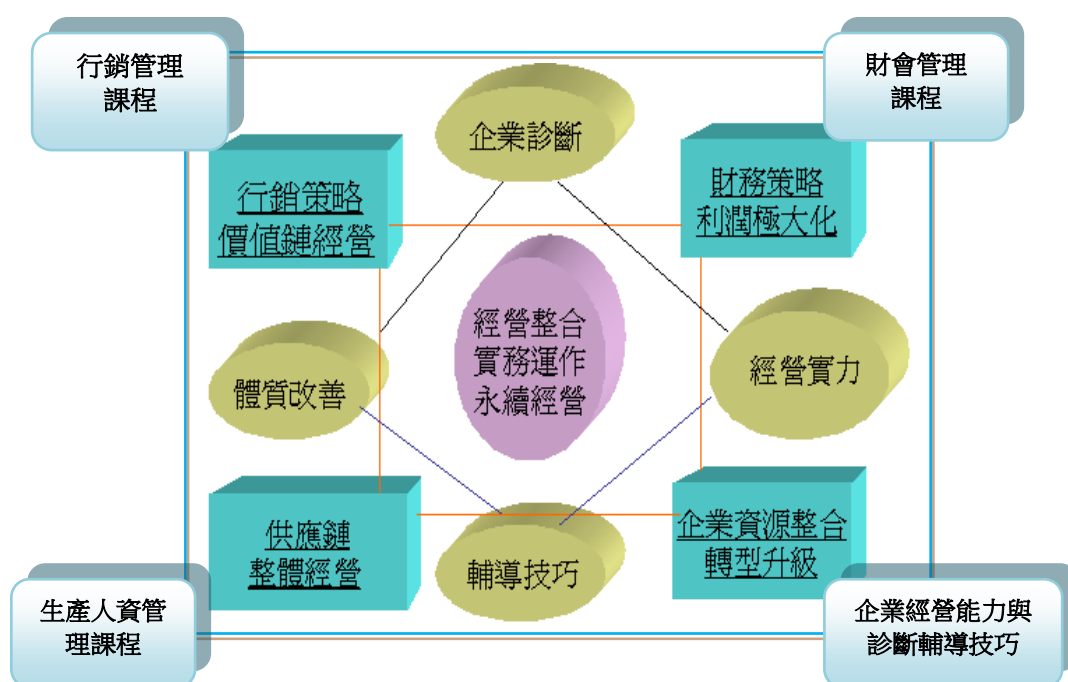 行銷管理
課程
財會管理
課程
企業診斷
行銷策略
價值鏈經營
財務策略
利潤極大化
經營整合
實務運作
永續經營
體質改善
經營實力
供應鏈
整體經營
輔導技巧
企業資源整合
轉型升級
生產人資管
理課程
企業經營能力與
診斷輔導技巧